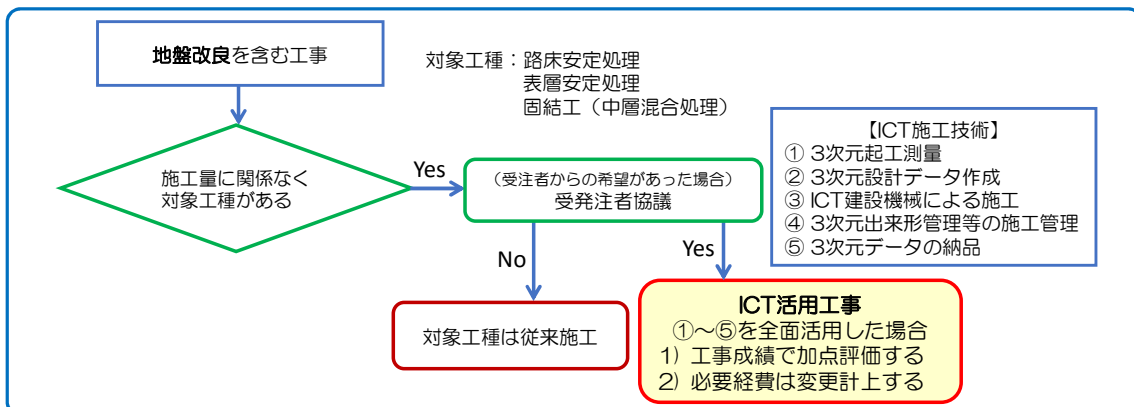 地盤改良を含む工事
対象工種：路床安定処理
表層安定処理
固結工（中層混合処理）
施工量に関係なく
対象工種がある
Yes
（受注者からの希望があった場合）
受発注者協議
【ICT施工技術】
① 3次元起工測量
② 3次元設計データ作成
③ ICT建設機械による施工
④ 3次元出来形管理等の施工管理
⑤ 3次元データの納品
No
Yes
対象工種は従来施工
ICT活用工事
①～⑤を全面活用した場合
1) 工事成績で加点評価する
2) 必要経費は変更計上する